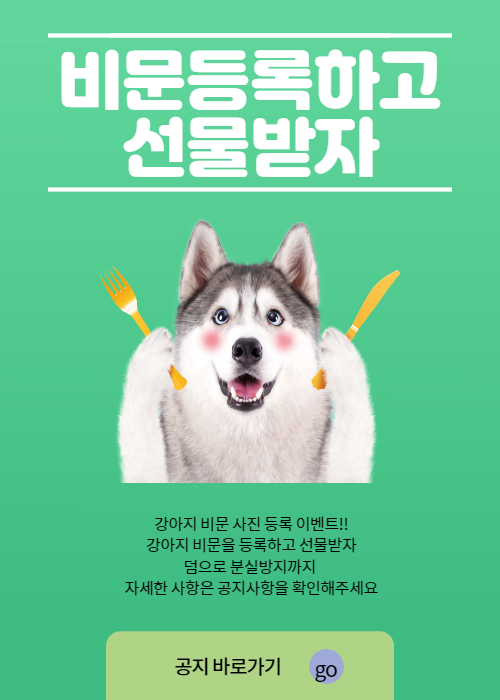 비문등록하고
선물받자
강아지 비문 사진 등록 이벤트!!
강아지 비문을 등록하고 선물받자
덤으로 분실방지까지
자세한 사항은 공지사항을 확인해주세요
공지 바로가기 go